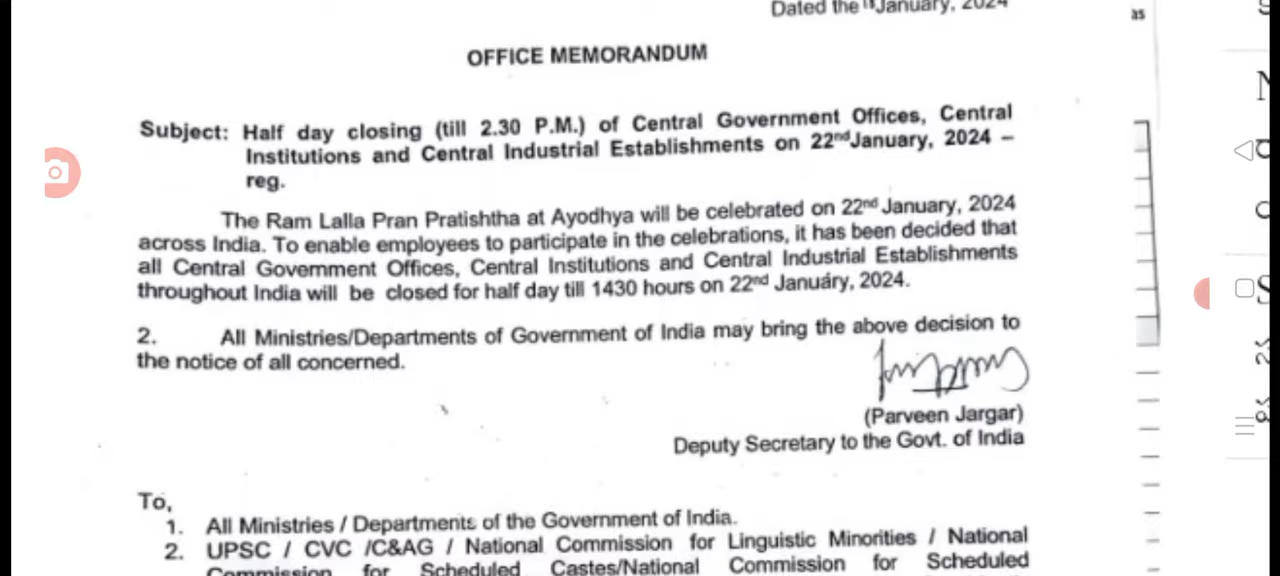 Dated the January, 2024
OFFICE MEMORANDUM
Subject: Half day closing (till 2.30 P.M.) of Central Government Offices, Central
Institutions and Central Industrial Establishments on 22nd January, 2024 –
reg.
The Ram Lalla Pran Pratishtha at Ayodhya will be celebrated on 22nd January, 2024
across India. To enable employees to participate in the celebrations, it has been decided that
all Central Government Offices, Central Institutions and Central Industrial Establishments
throughout India will be closed for half day till 1430 hours on 22nd January, 2024.
2. All Ministries/Departments of Government of India may bring the above decision to
the notice of all concerned.
(Parveen Jargar)
Deputy Secretary to the Govt. of India
To,
1. All Ministries / Departments of the Government of India.
2. UPSC / CVC /C&AG / National Commission for Linguistic Minorities / National
Commission for Scheduled Castes/National Commission for Scheduled